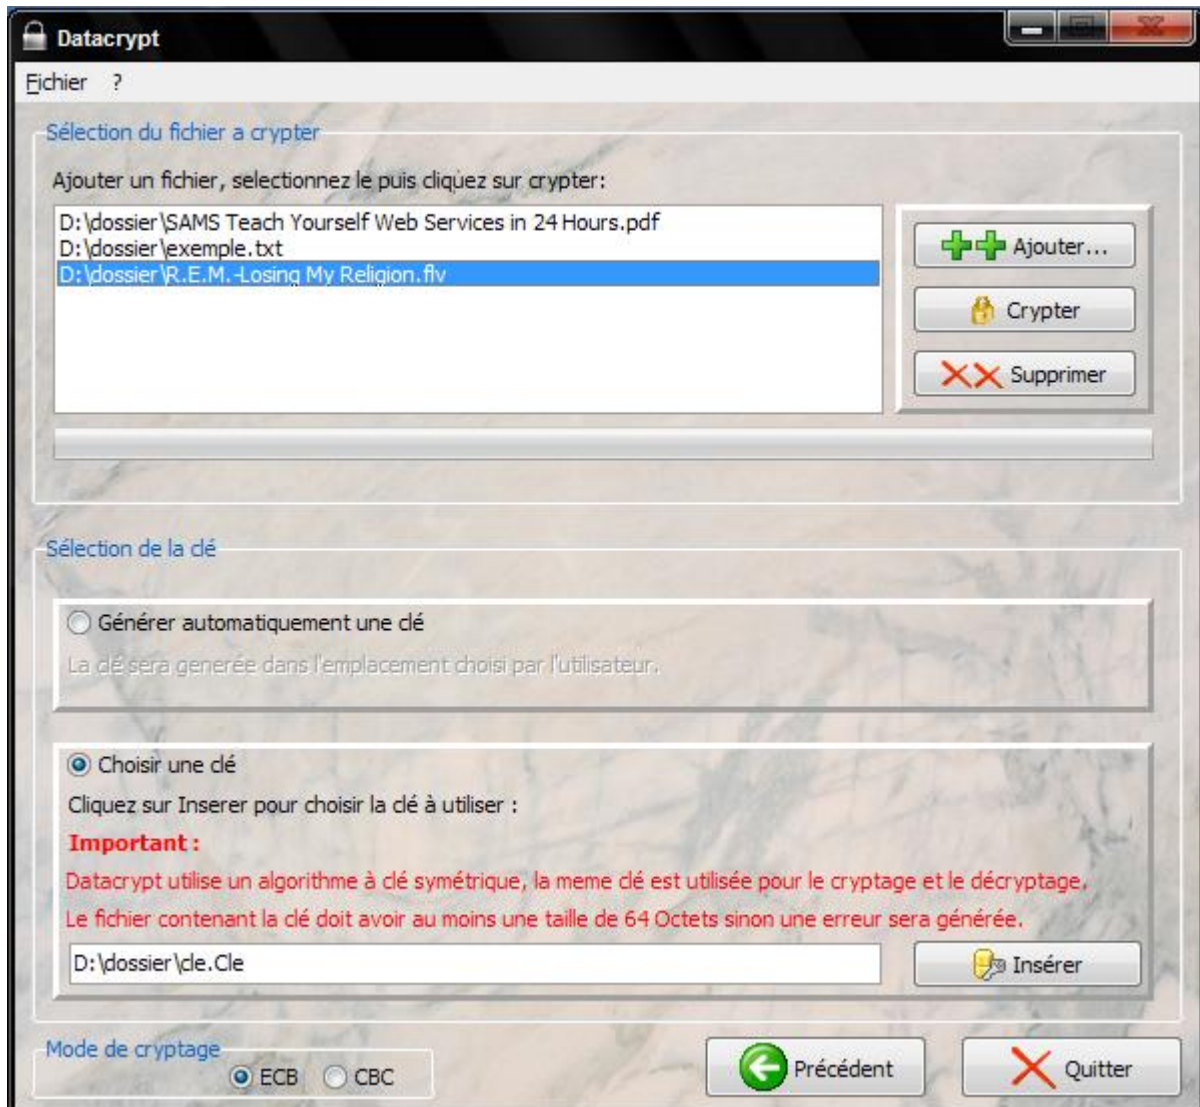 Datacrypt
Fichier ?
Sélection du fichier a crypter
Ajouter un fichier, selectionnez le puis cliquez sur crypter:
D:\dossier\SAMS Teach Yourself Web Services in 24 Hours.pdf
D:\dossier\exemple.txt
D:\dossier\R.E.M.-Losing My Religion.flv
Ajouter...
Crypter
Supprimer
Sélection de la clé
Générer automatiquement une clé
La clé sera generée dans l'emplacement choisi par l'utilisateur.
Choisir une clé
Cliquez sur Inserer pour choisir la clé à utiliser :
Important :
Datacrypt utilise un algorithme à clé symétrique, la meme clé est utilisée pour le cryptage et le décryptage.
Le fichier contenant la clé doit avoir au moins une taille de 64 Octets sinon une erreur sera générée.
D:\dossier\cle.Cle
Insérer
Mode de cryptage
ECB CBC
Précédent
Quitter